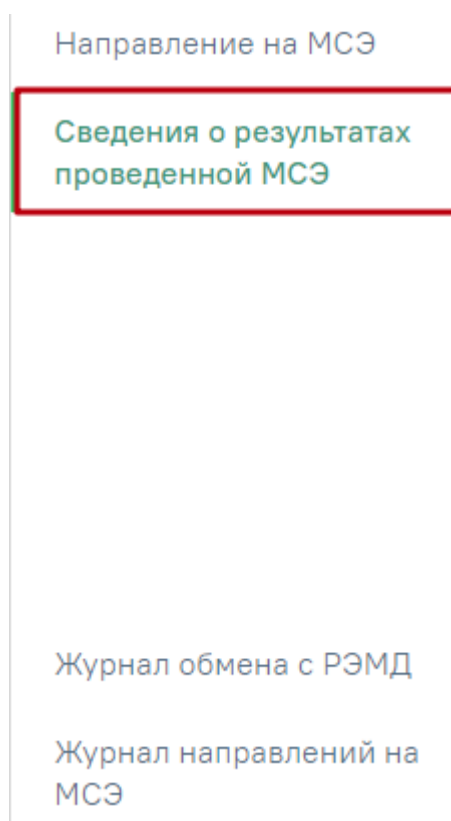 Направление на МСЭ
Сведения о результатах
проведенной МСЭ
Журнал обмена с РЭМД
Журнал направлений на
МСЭ